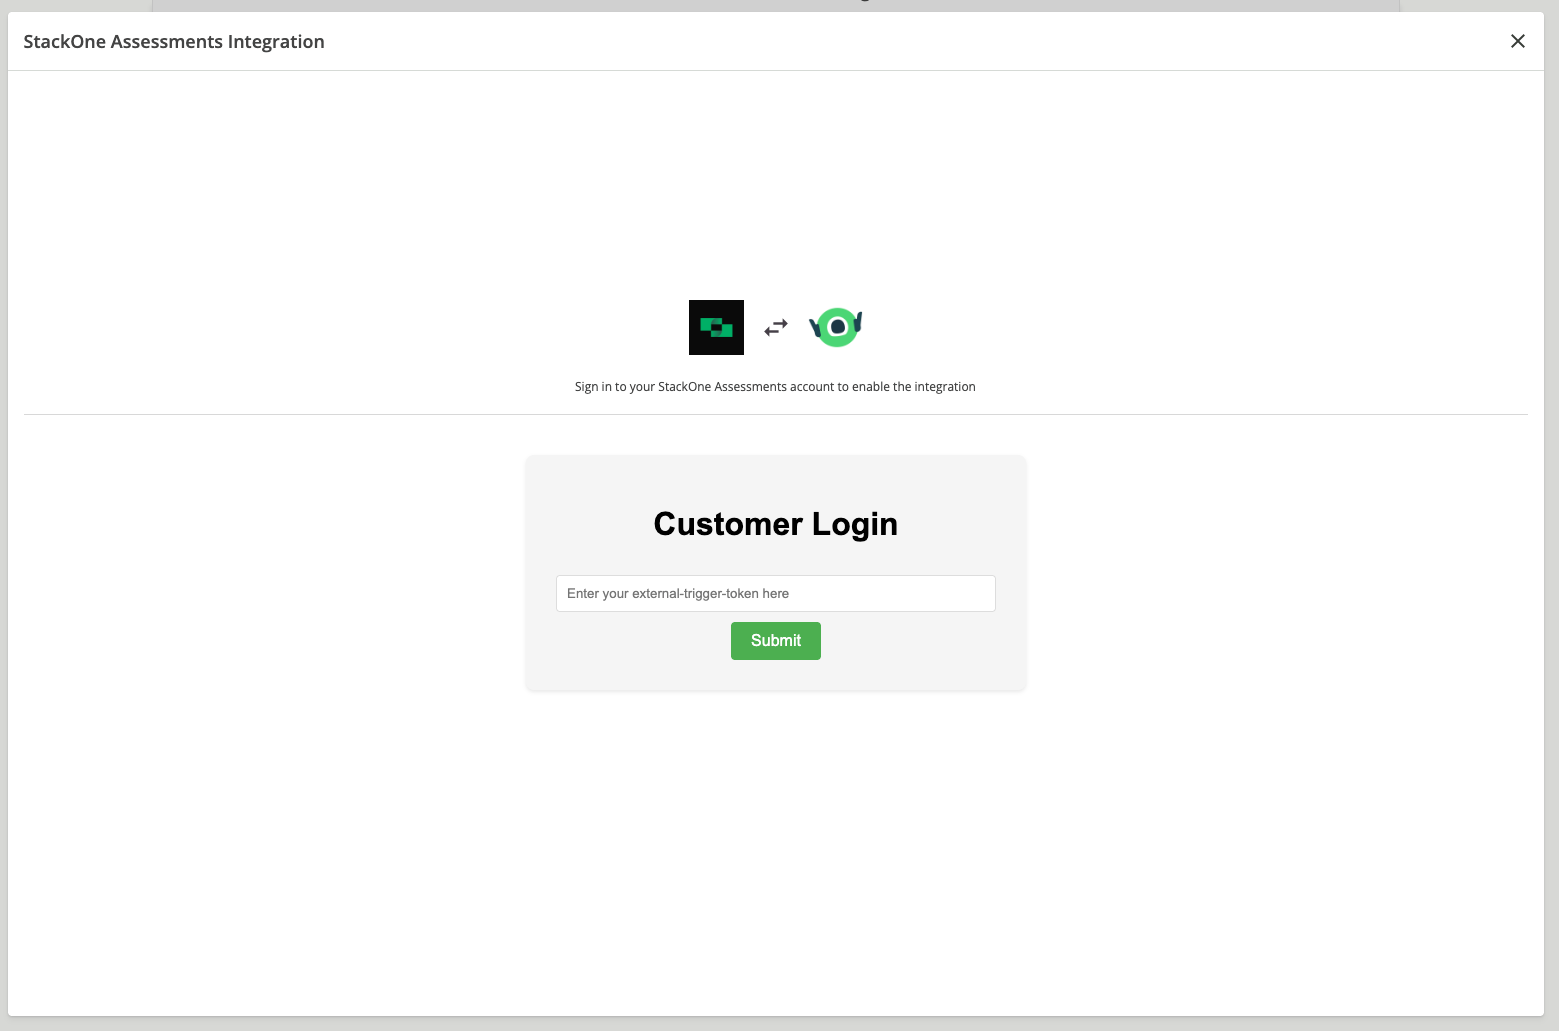 StackOne Assessments Integration
Sign in to your StackOne Assessments account to enable the integration
Customer Login
Enter your external-trigger-token here
Submit